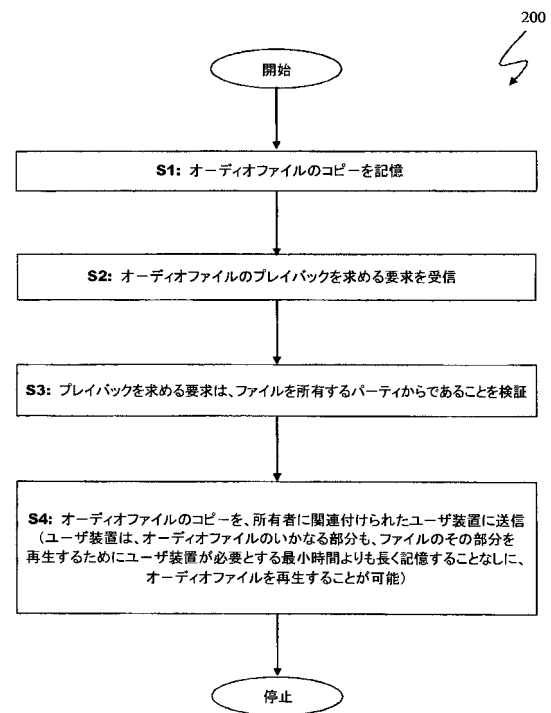 200
開始
S1: オーディオファイルのコピーを記憶
S2: オーディオファイルのプレイバックを求める要求を受信
S3: プレイバックを求める要求は、ファイルを所有するパーティからであることを検証
S4: オーディオファイルのコピーを、所有者に関連付けられたユーザ装置に送信
(ユーザ装置は、オーディオファイルのいかなる部分も、ファイルのその部分を
再生するためにユーザ装置が必要とする最小時間よりも長く記憶することなしに、
オーディオファイルを再生することが可能)
停止